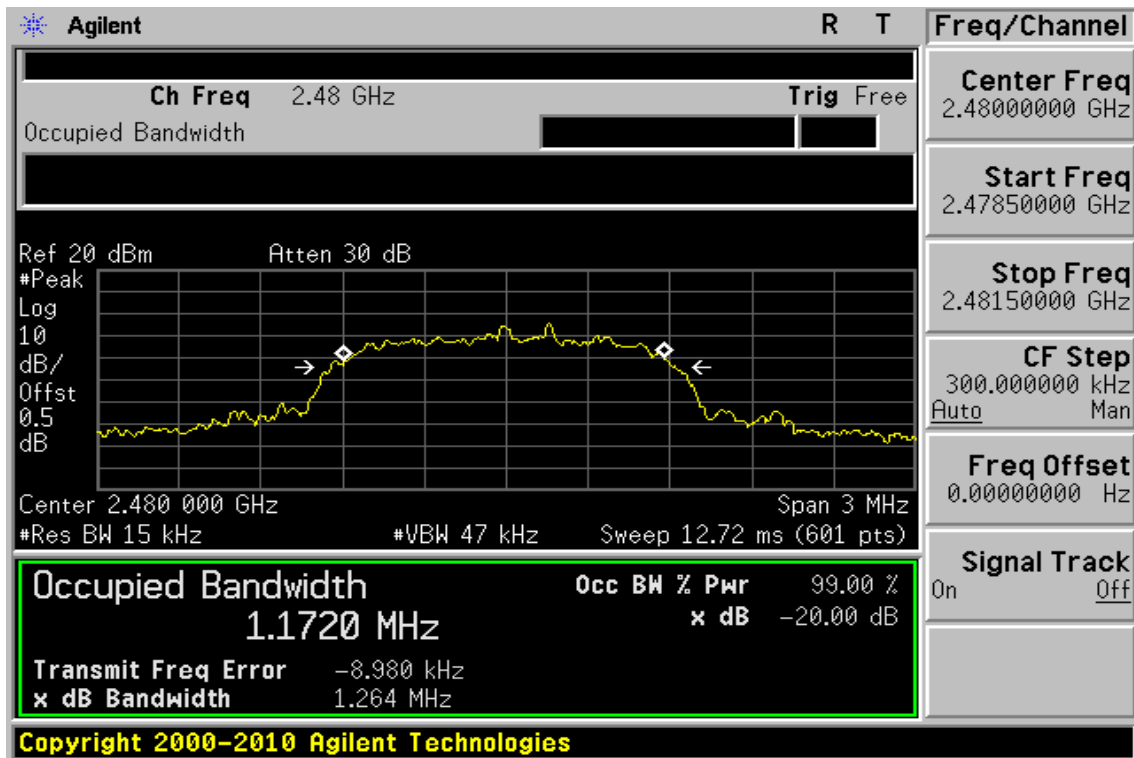 Agilent R T
Freq/Channel
Ch Freq 2.48 GHz Trig Free
Occupied Bandwidth
Center Freq
2.48000000 GHz
Start Freq
2.47850000 GHz
Stop Freq
2.48150000 GHz
CF Step
300.000000 kHz
Auto Man
Freq Offset
0.00000000 Hz
Signal Track
On Off
Ref 20 dBm Atten 30 dB
#Peak
Log
10
dB/
Offst
0.5
dB
Center 2.480 000 GHz Span 3 MHz
#Res BW 15 kHz #VBW 47 kHz Sweep 12.72 ms (601 pts)
Occupied Bandwidth
1.1720 MHz
Occ BW % Pwr 99.00 %
x dB -20.00 dB
Transmit Freq Error -8.980 kHz
x dB Bandwidth 1.264 MHz
Copyright 2000-2010 Agilent Technologies